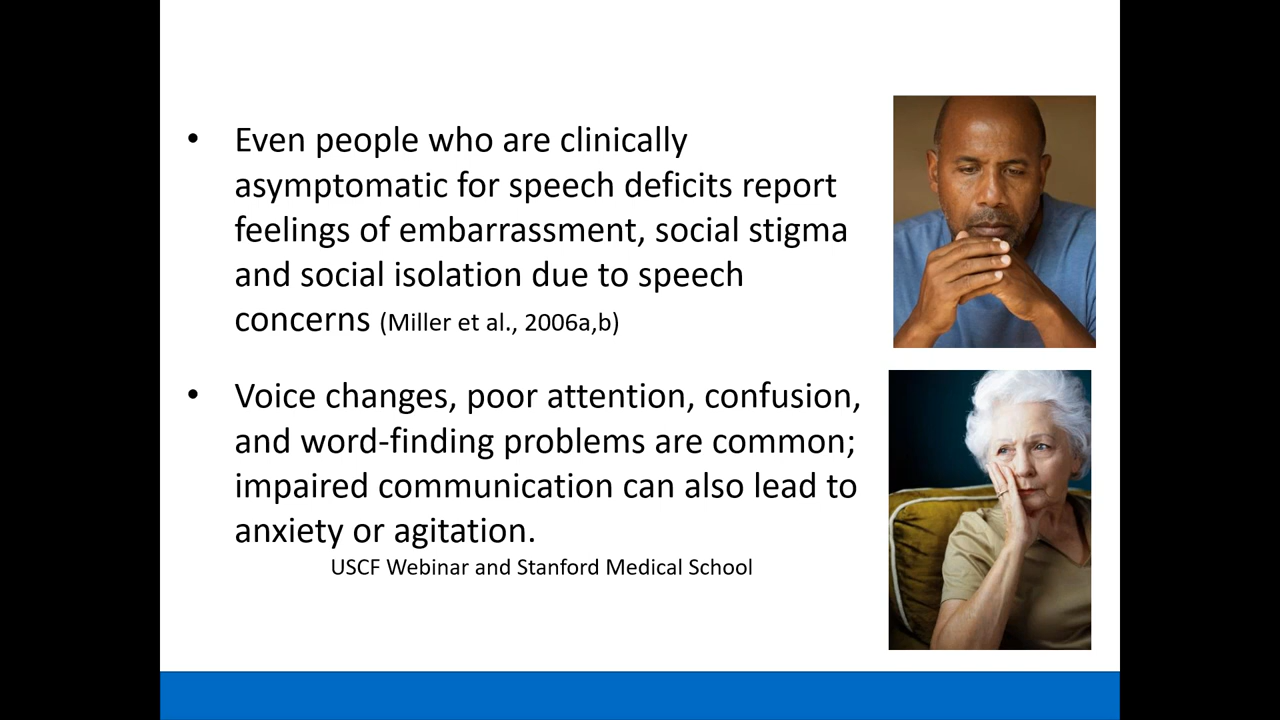 • Even people who are clinically
asymptomatic for speech deficits report
feelings of embarrassment, social stigma
and social isolation due to speech
concerns (Miller et al., 2006a,b)
• Voice changes, poor attention, confusion,
and word-finding problems are common;
impaired communication can also lead to
anxiety or agitation.
USCF Webinar and Stanford Medical School